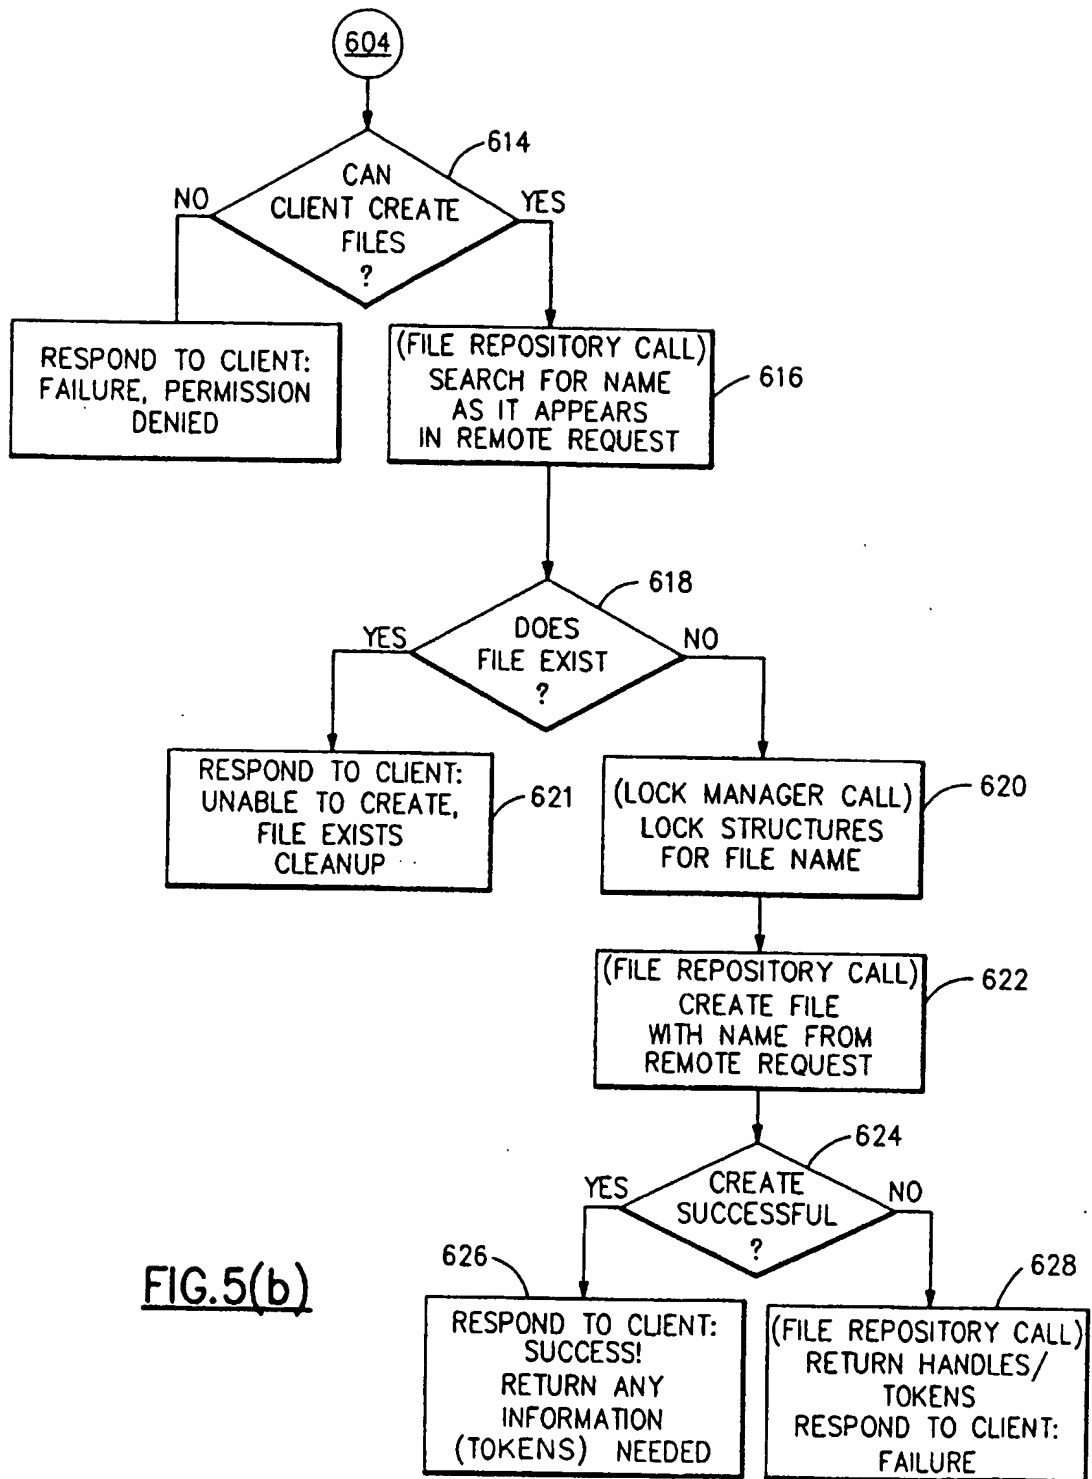 604
614
CAN
CLIENT CREATE
FILES
?
NO
YES
RESPOND TO CLIENT:
FAILURE, PERMISSION
DENIED
(FILE REPOSITORY CALL)
SEARCH FOR NAME
AS IT APPEARS
IN REMOTE REQUEST
616
618
DOES
FILE EXIST
?
YES
NO
RESPOND TO CLIENT:
UNABLE TO CREATE,
FILE EXISTS
CLEANUP
621
(LOCK MANAGER CALL)
LOCK STRUCTURES
FOR FILE NAME
620
(FILE REPOSITORY CALL)
CREATE FILE
WITH NAME FROM
REMOTE REQUEST
622
624
CREATE
SUCCESSFUL
?
YES
NO
626
RESPOND TO CLIENT:
SUCCESS!
RETURN ANY
INFORMATION
(TOKENS) NEEDED
628
(FILE REPOSITORY CALL)
RETURN HANDLES/
TOKENS
RESPOND TO CLIENT:
FAILURE
FIG.5(b)